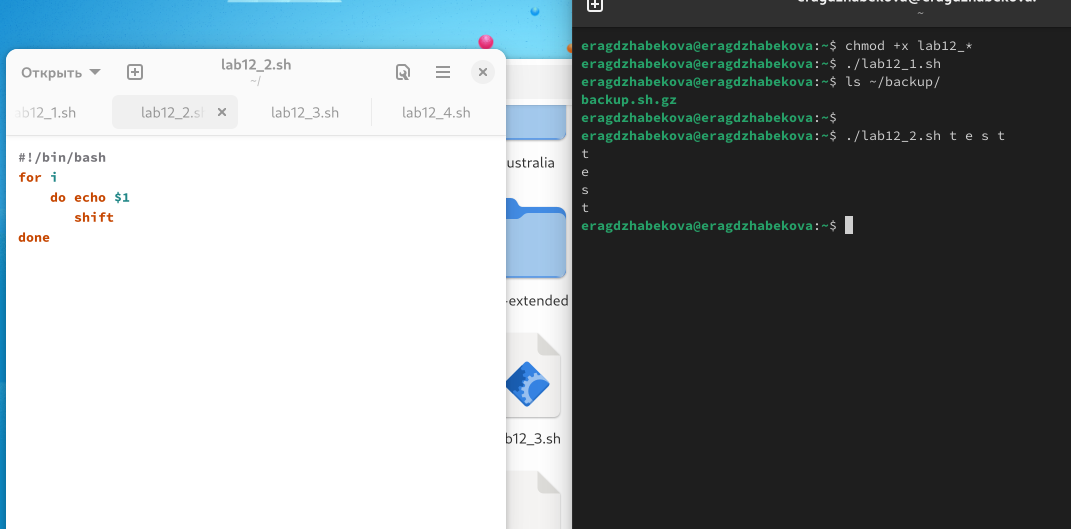 Открыть
lab12_2.sh
~/
ab12_1.sh
lab12_2.sl
lab12_3.sh
lab12_4.sh
#!/bin/bash
for i
    do echo $1
       shift
done
ustralia
-extended
b12_3.sh
eragdzhabekova@eragdzhabekova:
~
eragdzhabekova@eragdzhabekova:~$ chmod +x lab12_*
eragdzhabekova@eragdzhabekova:~$ ./lab12_1.sh
eragdzhabekova@eragdzhabekova:~$ ls ~/backup/
backup.sh.gz
eragdzhabekova@eragdzhabekova:~$
eragdzhabekova@eragdzhabekova:~$ ./lab12_2.sh t e s t
t
e
s
t
eragdzhabekova@eragdzhabekova:~$